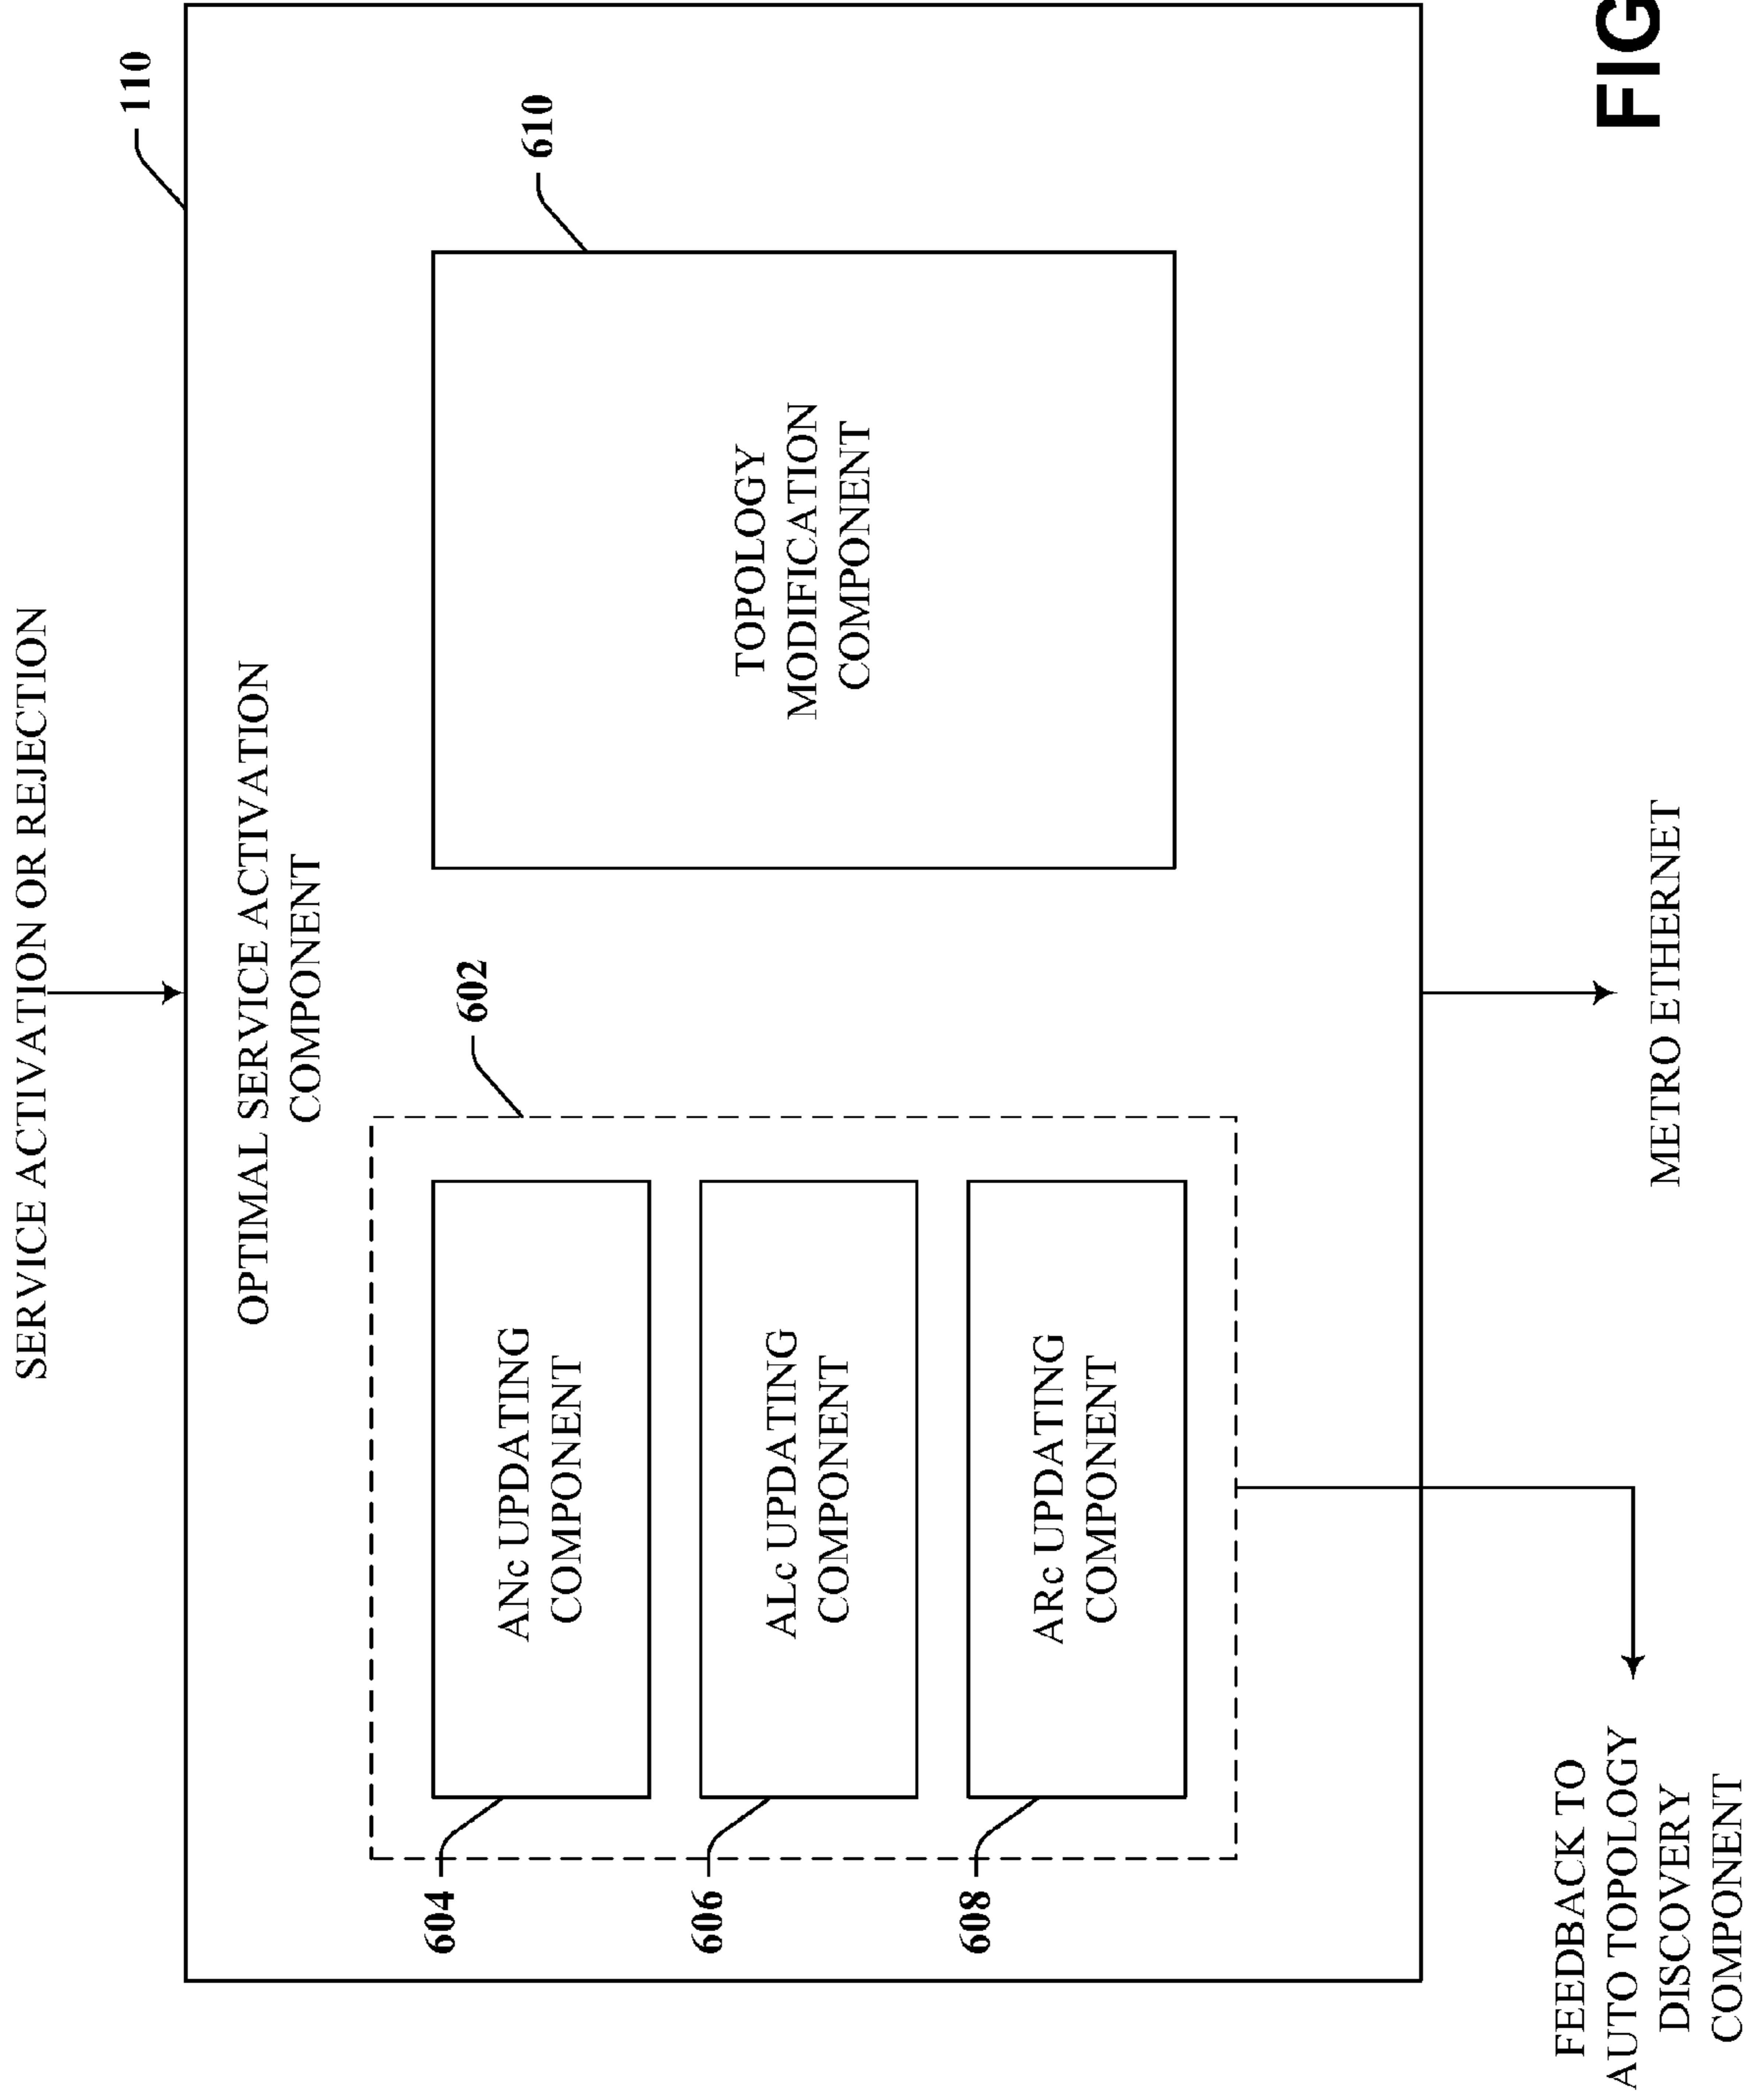 SERVICE ACTIVATION OR REJECTION
110
OPTIMAL SERVICE ACTIVATION
COMPONENT
602
604
ANc UPDATING
COMPONENT
606
ALc UPDATING
COMPONENT
608
ARc UPDATING
COMPONENT
610
TOPOLOGY
MODIFICATION
COMPONENT
FEEDBACK TO
AUTO TOPOLOGY
DISCOVERY
COMPONENT
METRO ETHERNET
FIG